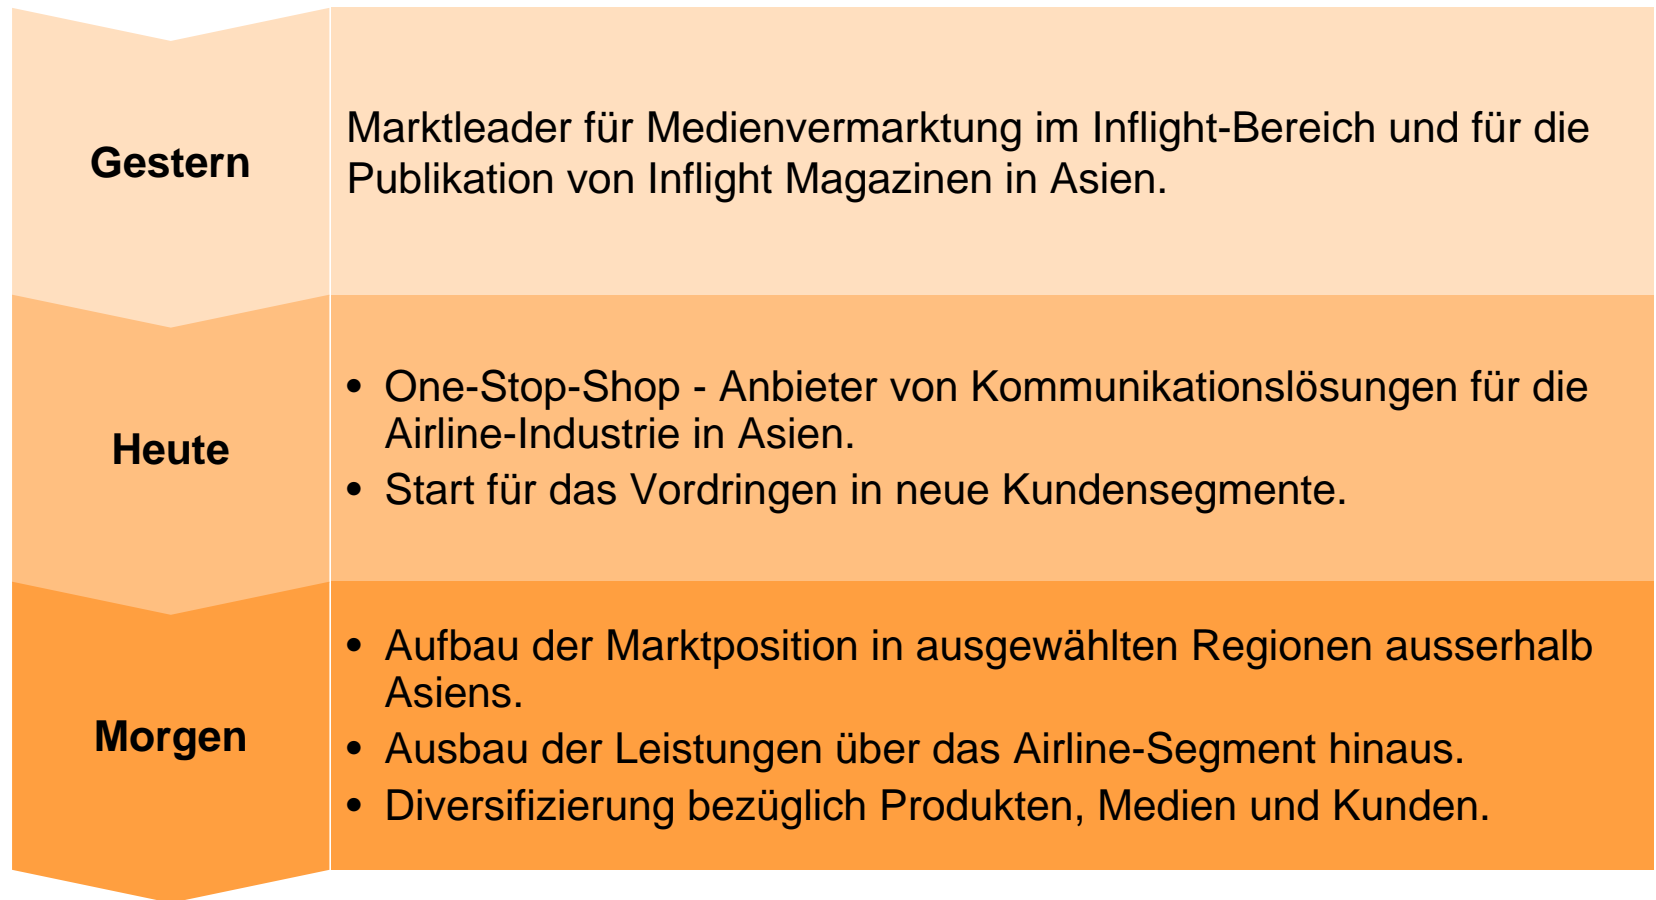 Gestern
Marktleader für Medienvermarktung im Inflight-Bereich und für die
Publikation von Inflight Magazinen in Asien.
Heute
• One-Stop-Shop - Anbieter von Kommunikationslösungen für die
Airline-Industrie in Asien.
• Start für das Vordringen in neue Kundensegmente.
Morgen
• Aufbau der Marktposition in ausgewählten Regionen ausserhalb
Asiens.
• Ausbau der Leistungen über das Airline-Segment hinaus.
• Diversifizierung bezüglich Produkten, Medien und Kunden.